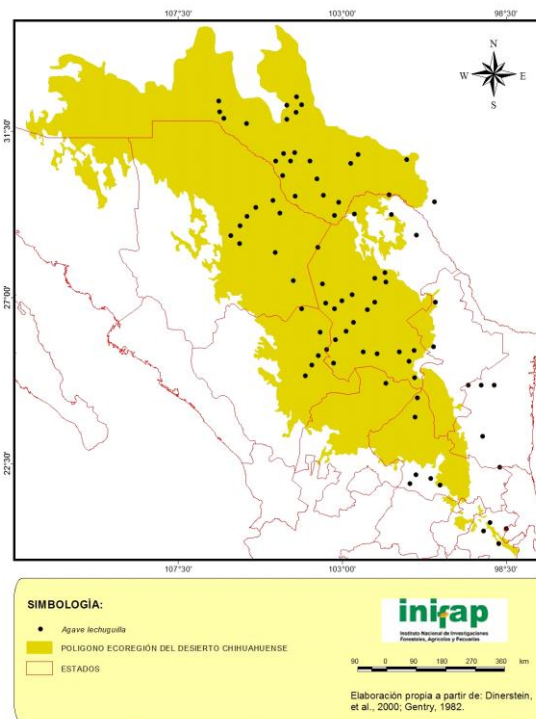 107°30'
103°00'
98°30'
N
W E
S
31°30'
27°00'
22°30'
107°30'
103°00'
98°30'
SIMBOLOGÍA:
Agave lechuguilla
POLIGONO ECOREGIÓN DEL DESIERTO CHIHUAHUENSE
ESTADOS
inifap
Instituto Nacional de Investigaciones
Forestales, Agrícolas y Pecuarias
90 0 90 180 270 360 km
Elaboración propia a partir de: Dinerstein,
et al., 2000; Gentry, 1982.